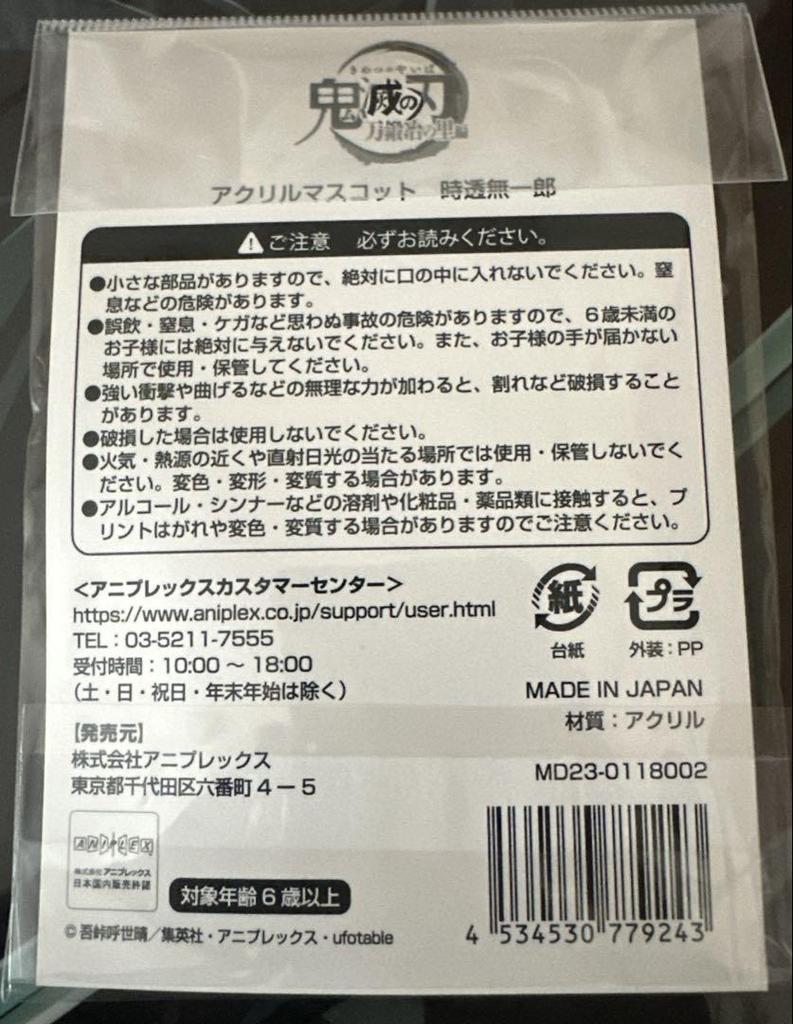 きめつのやいば
鬼滅の刃
刀鍛冶の里編
アクリルマスコット 時透無一郎
ご注意 必ずお読みください。
●小さな部品がありますので、絶対に口の中に入れないでください。窒
息などの危険があります。
●誤飲・窒息・ケガなど思わぬ事故の危険がありますので、６歳未満の
お子様には絶対に与えないでください。また、お子様の手が届かない
場所で使用・保管してください。
●強い衝撃や曲げるなどの無理な力が加わると、割れなど破損すること
があります。
●破損した場合は使用しないでください。
●火気・熱源の近くや直射日光の当たる場所では使用・保管しないでく
ださい。変色・変形・変質する場合があります。
●アルコール・シンナーなどの溶剤や化粧品・薬品類に接触すると、プ
リントはがれや変色・変質する場合がありますのでご注意ください。
＜アニプレックスカスタマーセンター＞
https://www.aniplex.co.jp/support/user.html
TEL：03-5211-7555
受付時間：10:00 ～ 18:00
（土・日・祝日・年末年始は除く）
紙
台紙
プラ
外装：PP
MADE IN JAPAN
材質：アクリル
【発売元】
株式会社アニプレックス
東京都千代田区六番町４－５
MD23-0118002
ANIPLEX
株式会社アニプレックス
日本国内販売許諾
対象年齢６歳以上
©吾峠呼世晴／集英社・アニプレックス・ufotable
4 534530 779243